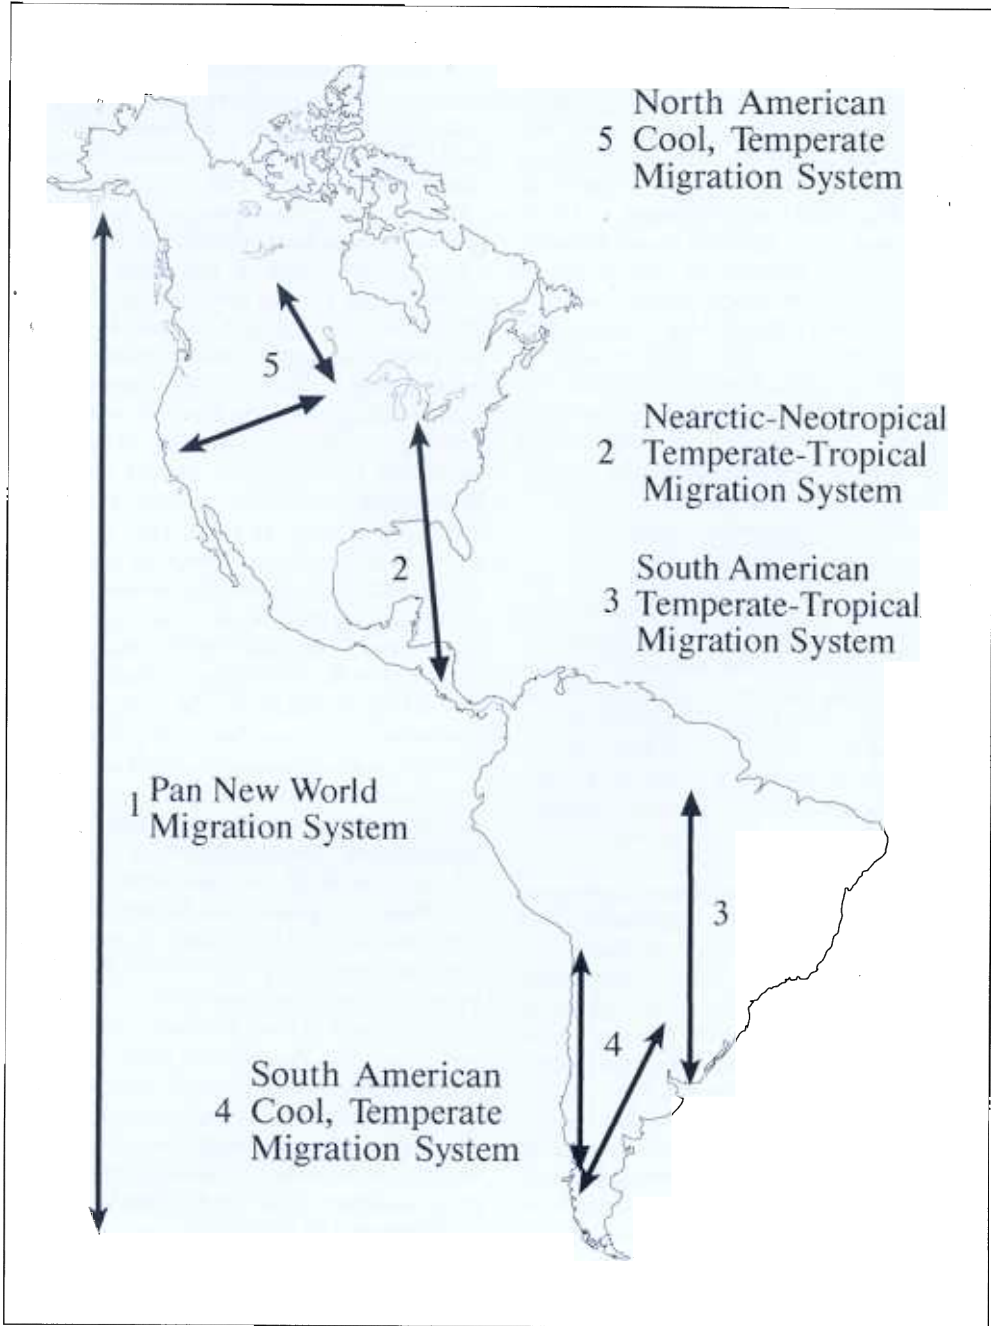 North American
5 Cool, Temperate
Migration System
5
Nearctic-Neotropical
2 Temperate-Tropical
Migration System
2
South American
3 Temperate-Tropical
Migration System
1 Pan New World
Migration System
3
4
South American
4 Cool, Temperate
Migration System